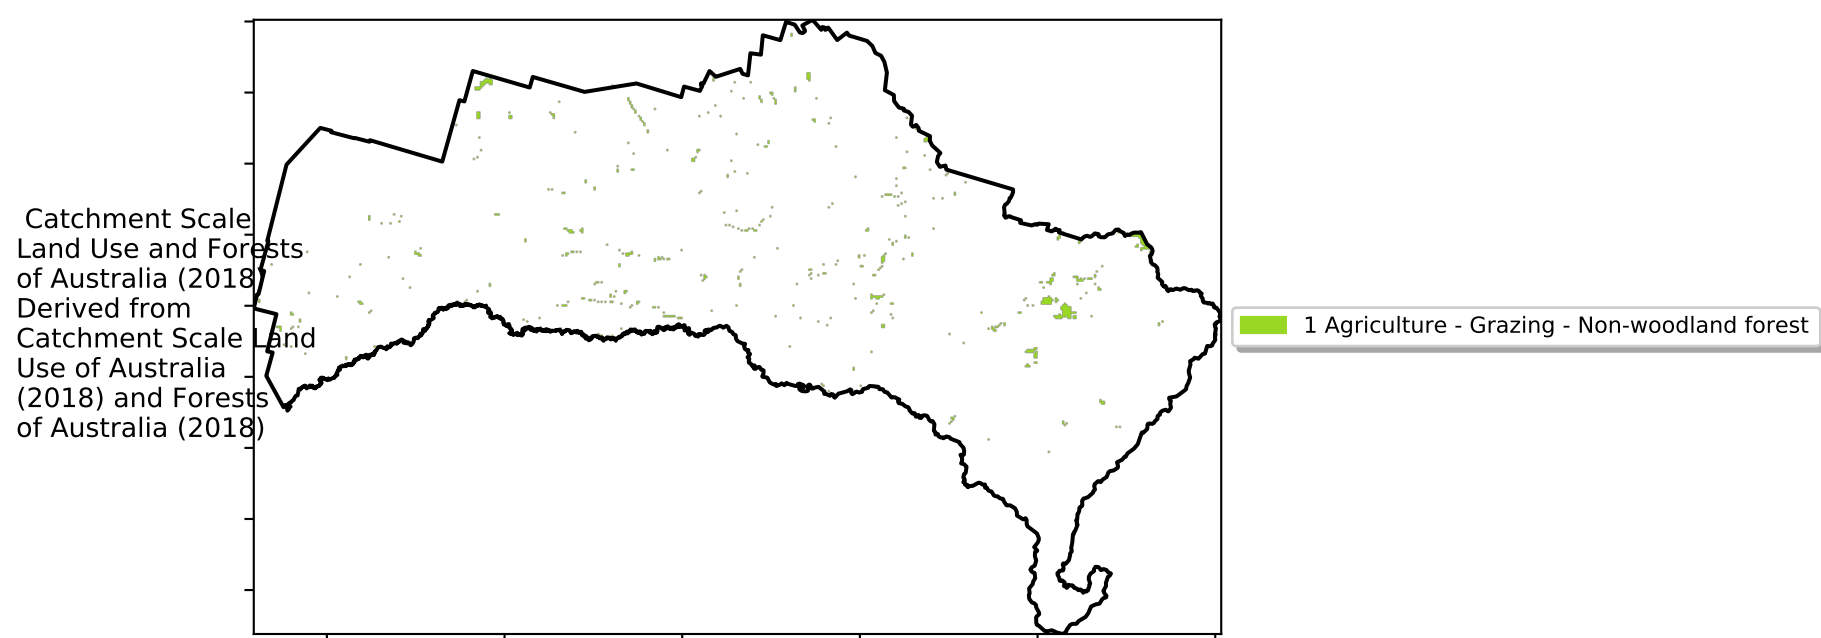 Catchment Scale
Land Use and Forests
of Australia (2018)
Derived from
Catchment Scale Land
Use of Australia
(2018) and Forests
of Australia (2018)
1 Agriculture - Grazing - Non-woodland forest